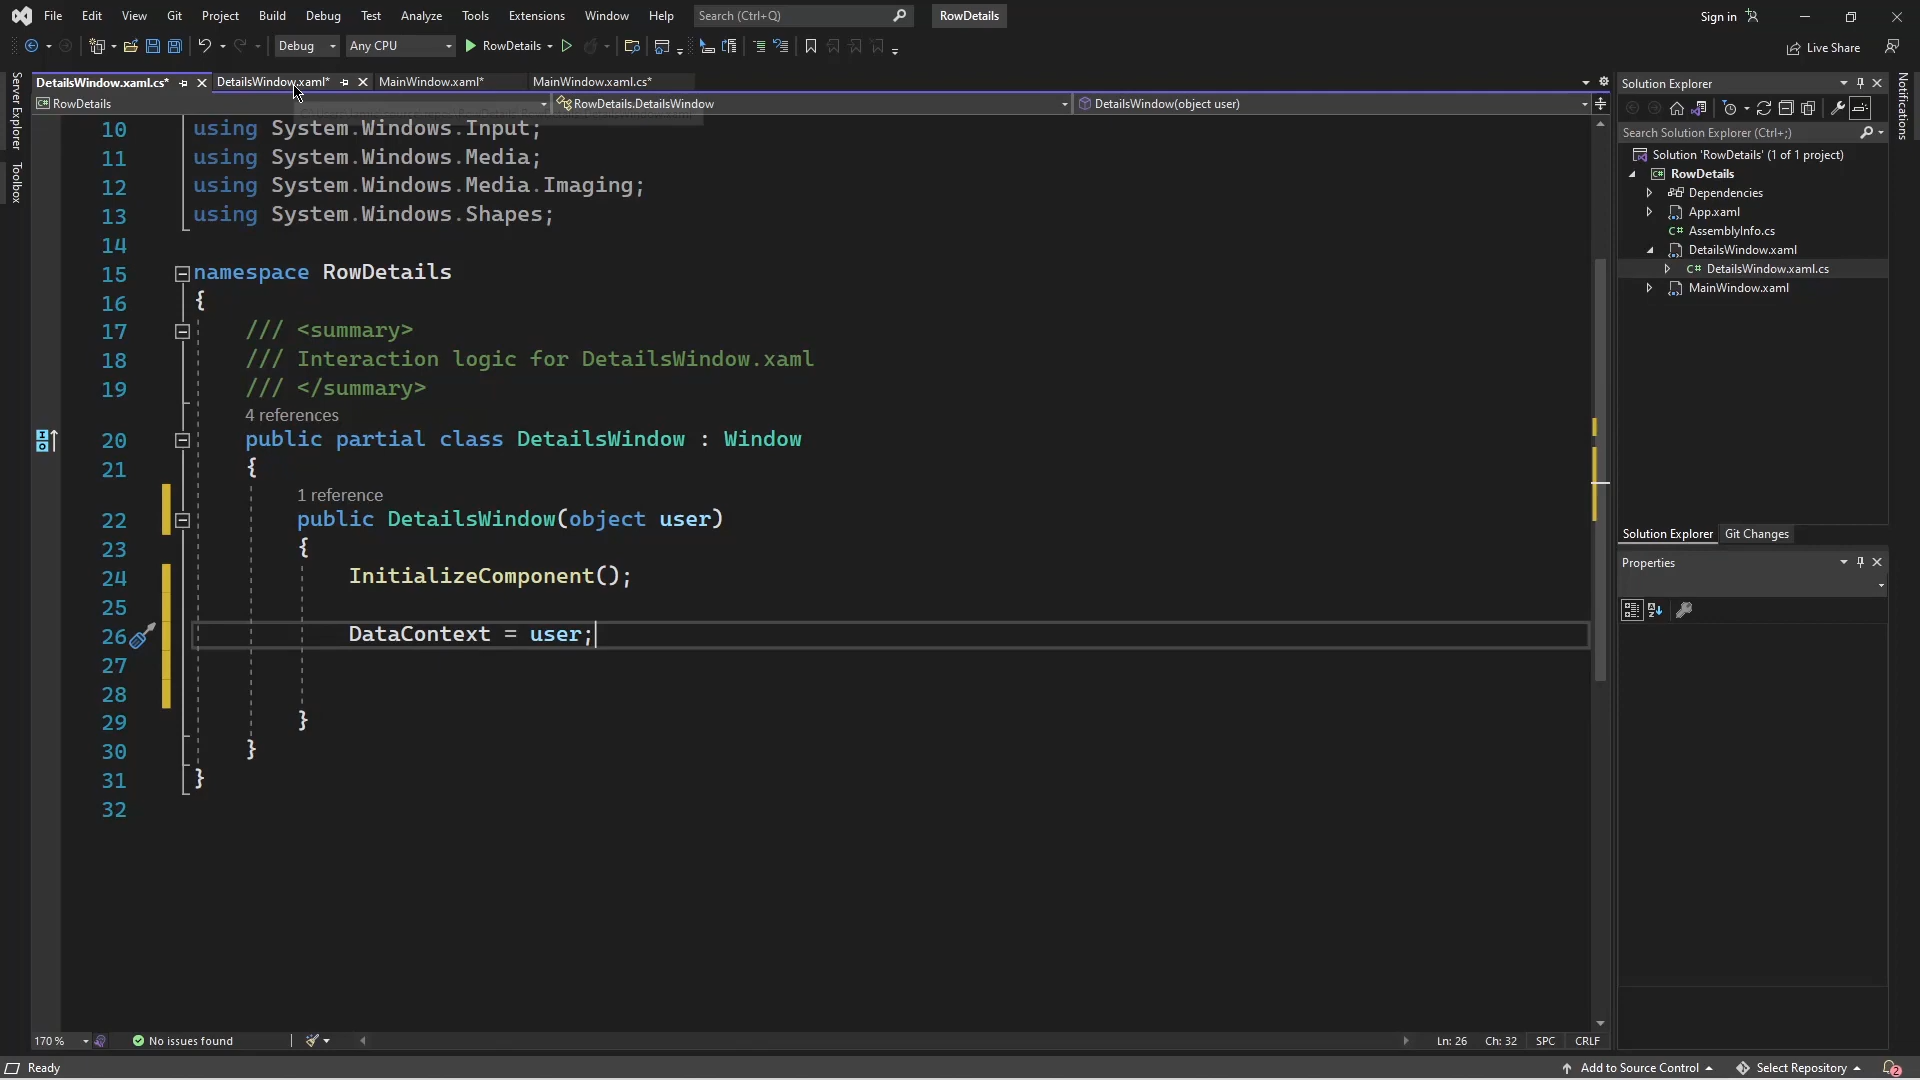 File Edit View Git Project Build Debug Test Analyze Tools Extensions Window Help Search (Ctrl+Q) RowDetails Sign in
Debug Any CPU RowDetails Live Share
DetailsWindow.xaml.cs* DetailsWindow.xaml* MainWindow.xaml* MainWindow.xaml.cs*
RowDetails RowDetails.DetailsWindow DetailsWindow(object user)
Server Explorer
Toolbox
10 using System.Windows.Input;
11 using System.Windows.Media;
12 using System.Windows.Media.Imaging;
13 using System.Windows.Shapes;
14
15 namespace RowDetails
16 {
17 /// <summary>
18 /// Interaction logic for DetailsWindow.xaml
19 /// </summary>
4 references
20 public partial class DetailsWindow : Window
21 {
1 reference
22 public DetailsWindow(object user)
23 {
24 InitializeComponent();
25
26 DataContext = user;
27
28
29 }
30 }
31 }
32
170 % No issues found Ln: 26 Ch: 32 SPC CRLF
Solution Explorer
Search Solution Explorer (Ctrl+;)
Solution 'RowDetails' (1 of 1 project)
RowDetails
Dependencies
App.xaml
C# AssemblyInfo.cs
DetailsWindow.xaml
C# DetailsWindow.xaml.cs
MainWindow.xaml
Solution Explorer Git Changes
Properties
Notifications
Ready Add to Source Control Select Repository 2